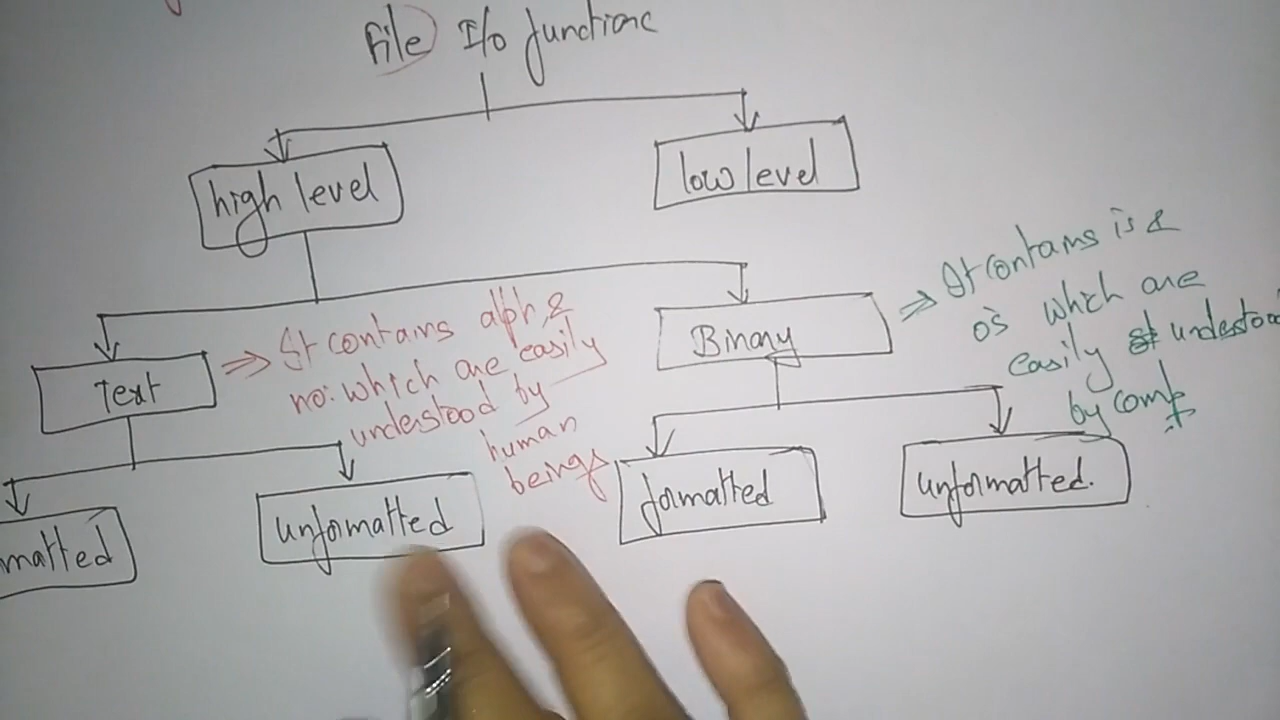 File I/o functions
high level
low level
Text
⇒ It contains alph &
no: which are easily
understood by
human
beings
Binary
⇒ It contains 1s &
0s which are
easily understoo
by comp
matted
unformatted
formatted
unformatted.